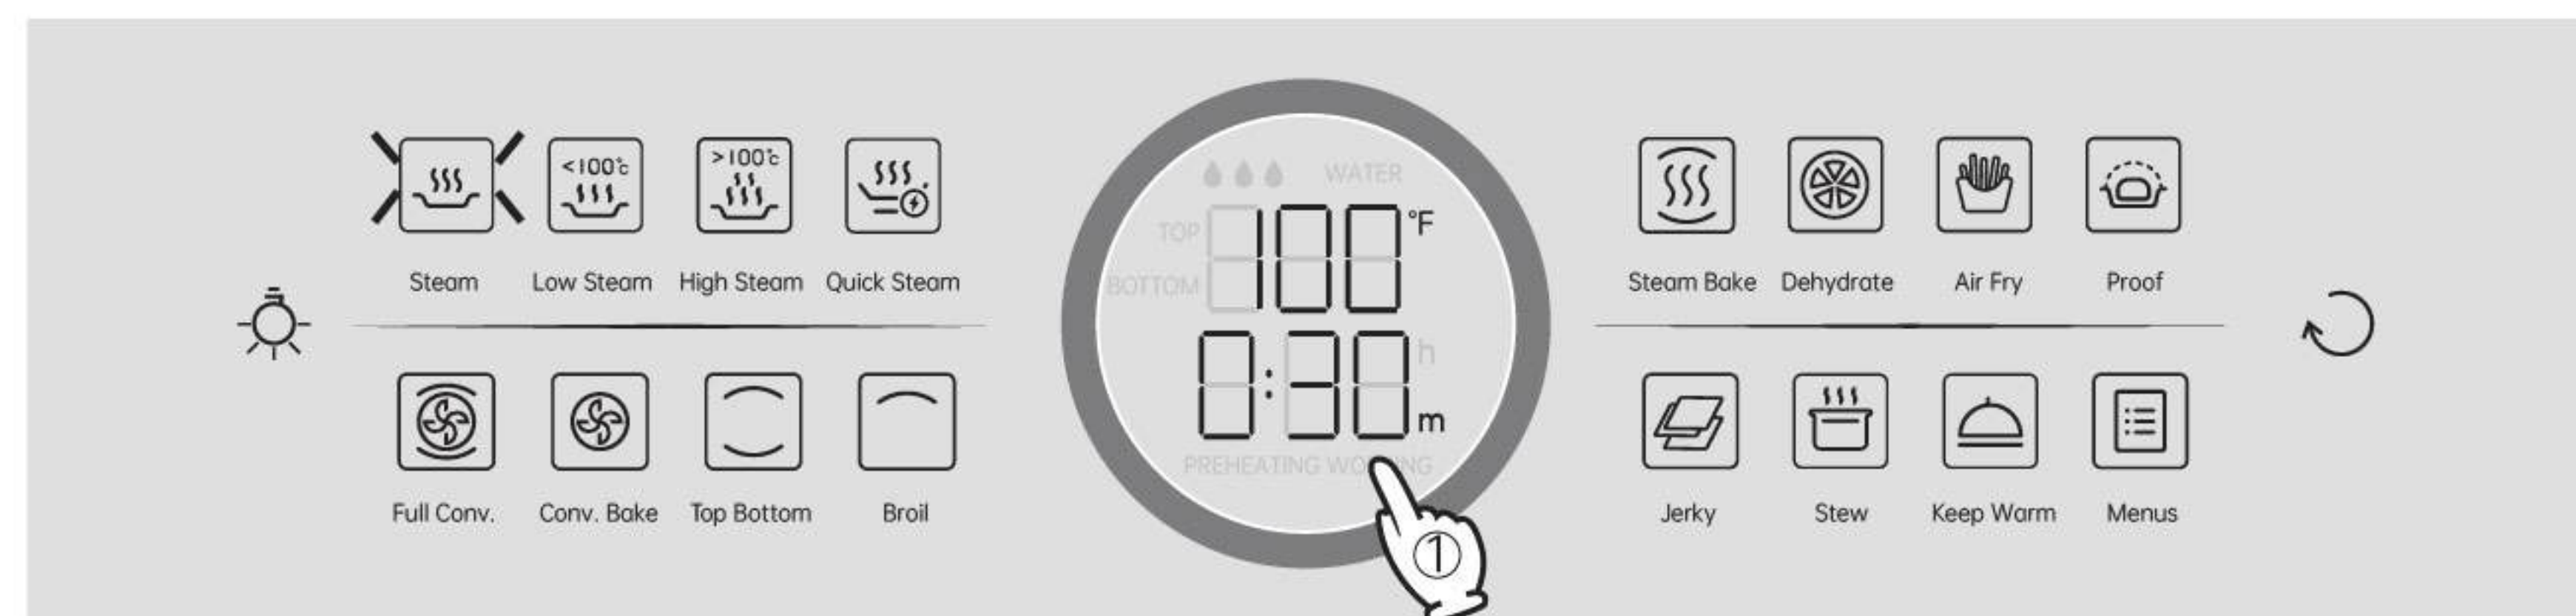 <100℃
>100℃
Steam
Low Steam
High Steam
Quick Steam
Full Conv.
Conv. Bake
Top Bottom
Broil
WATER
TOP
BOTTOM
100 °F
0:30 h
m
PREHEATING
①
Steam Bake
Dehydrate
Air Fry
Proof
Jerky
Stew
Keep Warm
Menus